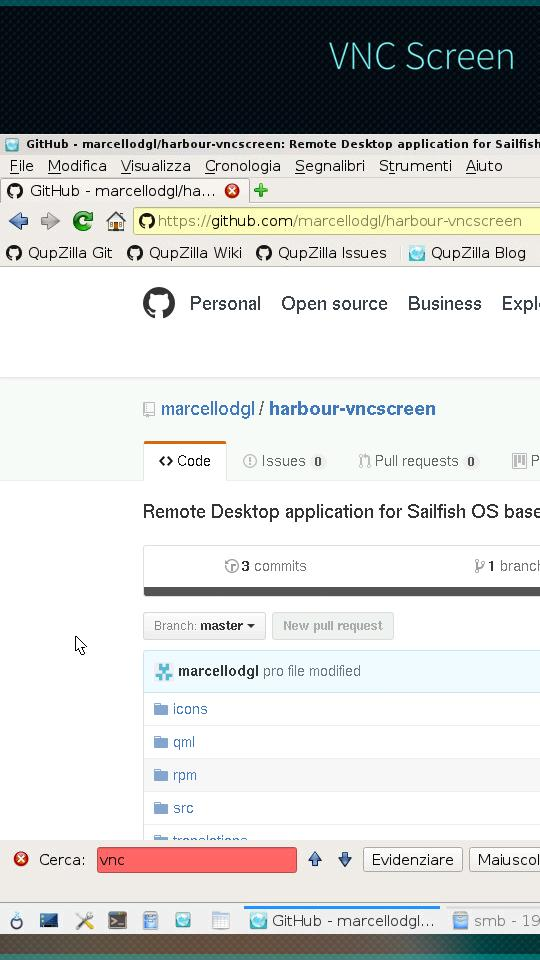 VNC Screen
GitHub - marcellodgl/harbour-vncscreen: Remote Desktop application for Sailfish
File Modifica Visualizza Cronologia Segnalibri Strumenti Aiuto
GitHub - marcellodgl/ha...
https://github.com/marcellodgl/harbour-vncscreen
QupZilla Git QupZilla Wiki QupZilla Issues QupZilla Blog
Personal Open source Business Expl
marcellodgl / harbour-vncscreen
Code Issues 0 Pull requests 0 P
Remote Desktop application for Sailfish OS base
3 commits 1 branch
Branch: master New pull request
marcellodgl pro file modified
icons
qml
rpm
src
translations
Cerca: vnc Evidenziare Maiuscol
GitHub - marcellodgl... smb - 19